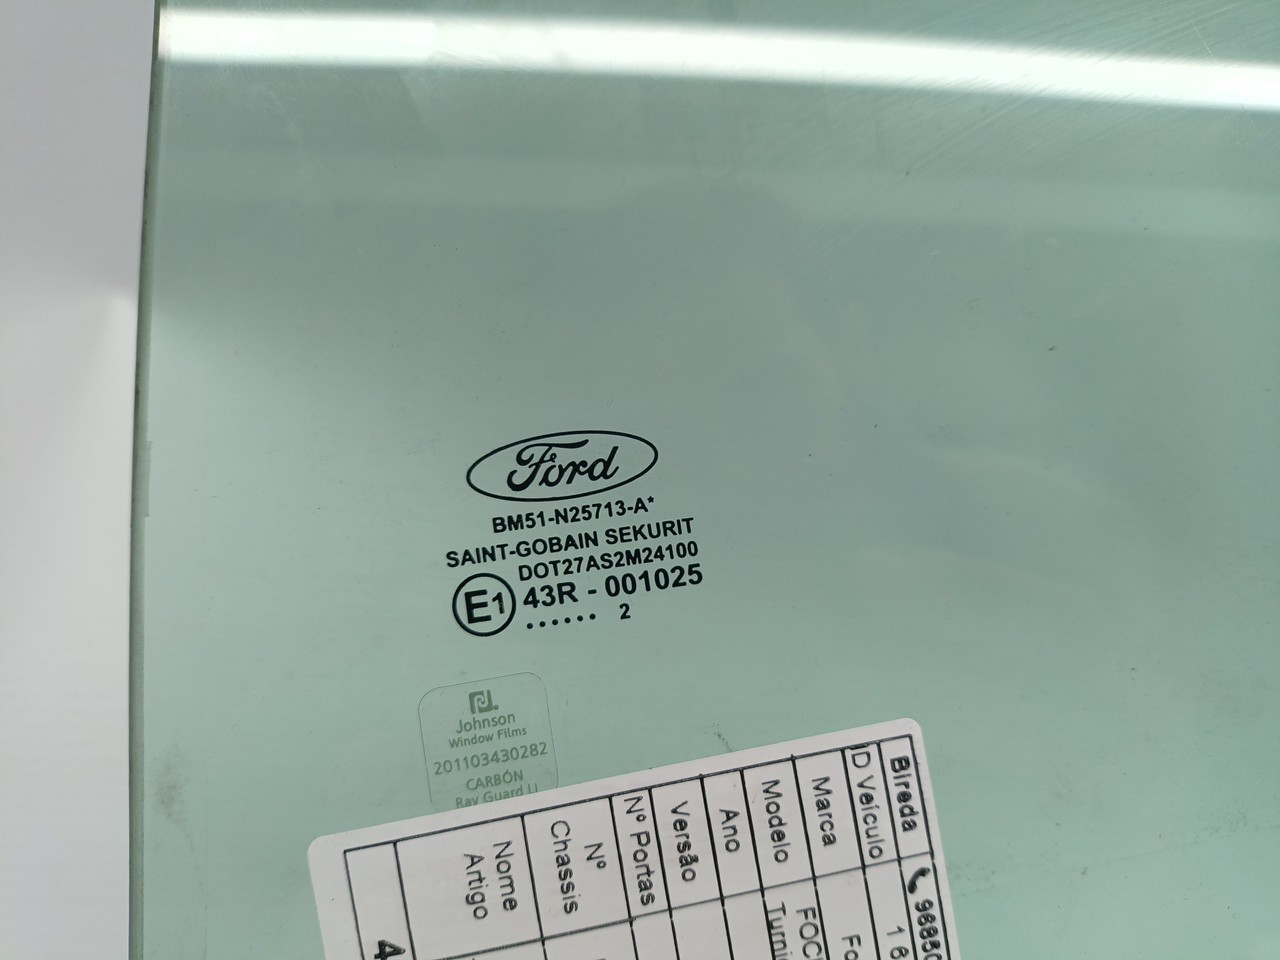 Ford
BM51-N25713-A*
SAINT-GOBAIN SEKURIT
DOT27AS2M24100
E1 43R - 001025
...... 2
Johnson
Window Films
201103430282
CARBÓN
Ray Guard
Bireda
ID Veículo
Marca
Modelo
Ano
Versão
Nº Portas
Nº
Chassis
Nome
Artigo
4